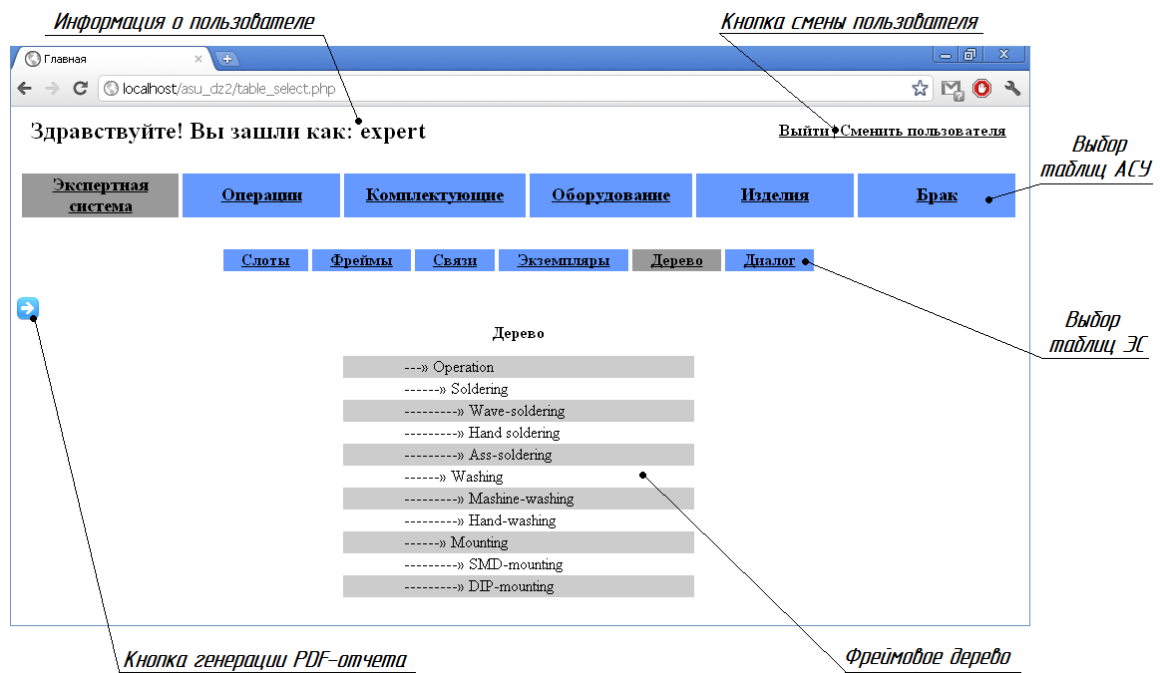 Информация о пользователе
Кнопка смены пользователя
Главная
localhost/asu_dz2/table_select.php
Здравствуйте! Вы зашли как: expert
Выйти Сменить пользователя
Выбор
таблиц АСУ
Экспертная
система
Операции
Комплектующие
Оборудование
Изделия
Брак
Слоты
Фреймы
Связи
Экземпляры
Дерево
Диалог
Выбор
таблиц ЭС
Дерево
---» Operation
------» Soldering
---------» Wave-soldering
---------» Hand soldering
---------» Ass-soldering
------» Washing
---------» Mashine-washing
---------» Hand-washing
------» Mounting
---------» SMD-mounting
---------» DIP-mounting
Кнопка генерации PDF-отчета
Фреймовое дерево